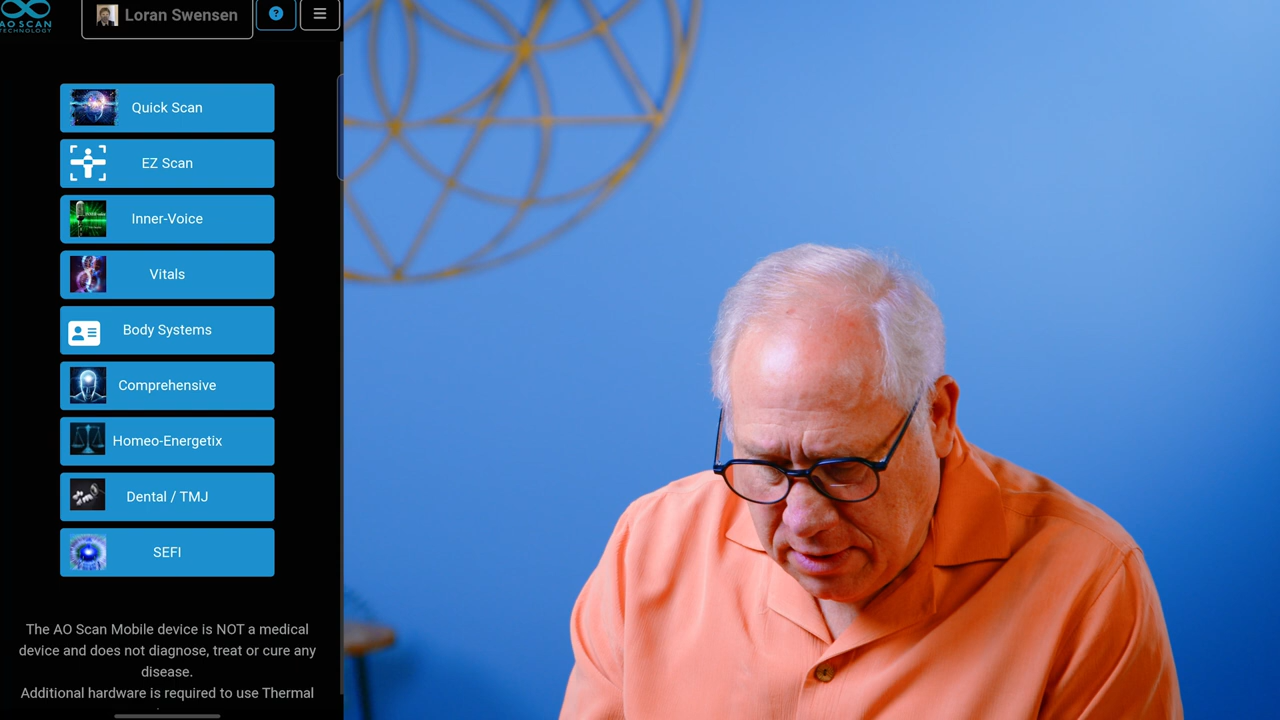 AO SCAN
TECHNOLOGY
Loran Swensen
?
Quick Scan
EZ Scan
Inner-Voice
Vitals
Body Systems
Comprehensive
Homeo-Energetix
Dental / TMJ
SEFI
The AO Scan Mobile device is NOT a medical
device and does not diagnose, treat or cure any
disease.
Additional hardware is required to use Thermal